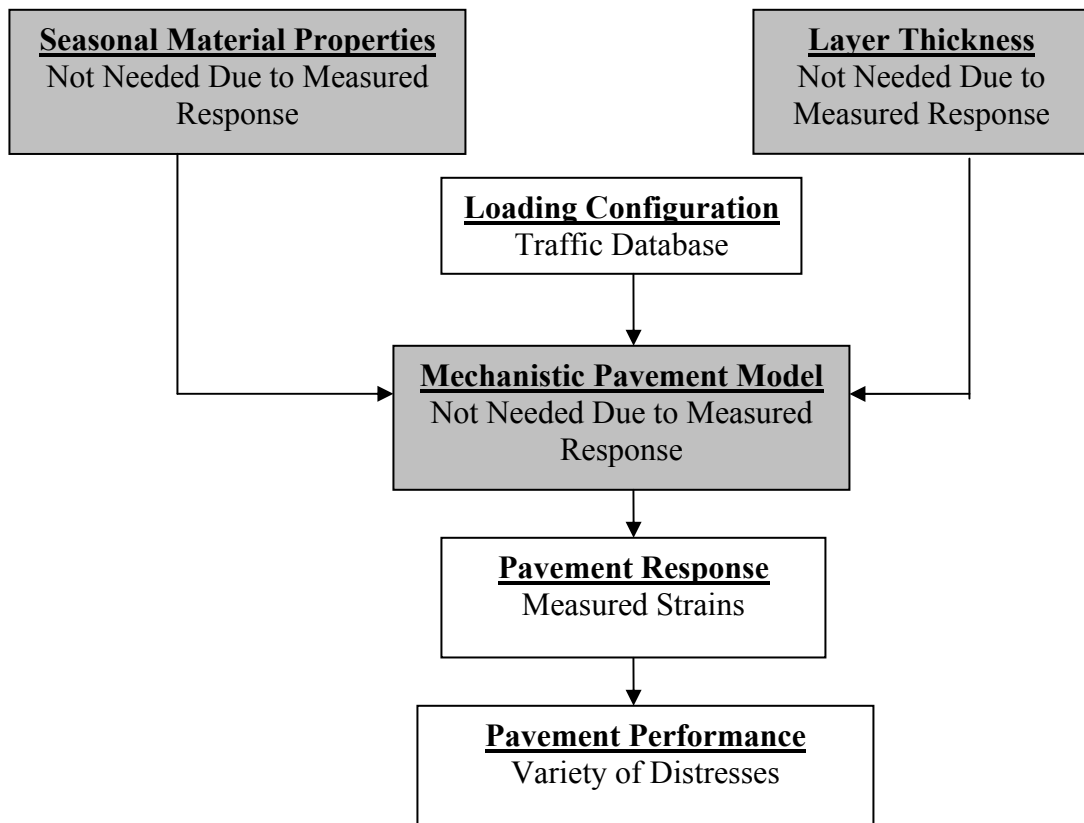 Seasonal Material Properties
Not Needed Due to Measured
Response
Layer Thickness
Not Needed Due to
Measured Response
Loading Configuration
Traffic Database
Mechanistic Pavement Model
Not Needed Due to Measured
Response
Pavement Response
Measured Strains
Pavement Performance
Variety of Distresses